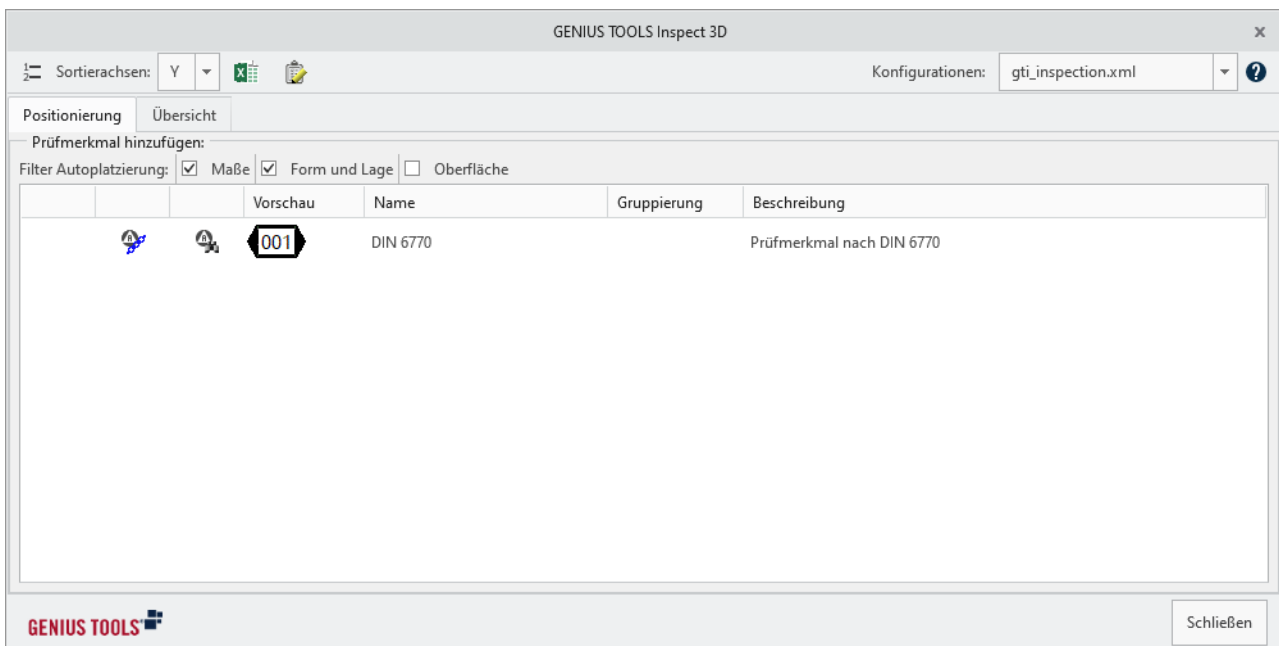 GENIUS TOOLS Inspect 3D x
Sortierachsen: Y Konfigurationen: gti_inspection.xml ?
Positionierung Übersicht
Prüfmerkmal hinzufügen:
Filter Autoplatzierung: Maße Form und Lage Oberfläche
Vorschau Name Gruppierung Beschreibung
001 DIN 6770 Prüfmerkmal nach DIN 6770
GENIUS TOOLS Schließen